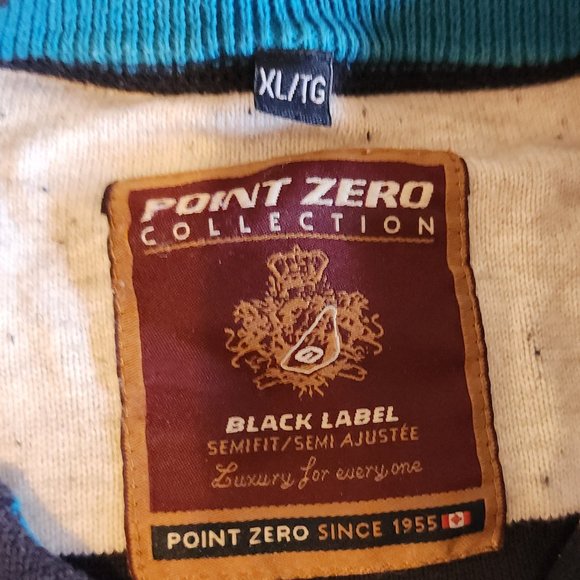 XL/TG
POINT ZERO
COLLECTION
BLACK LABEL
SEMIFIT/SEMI AJUSTÉE
Luxury for everyone
POINT ZERO SINCE 1955